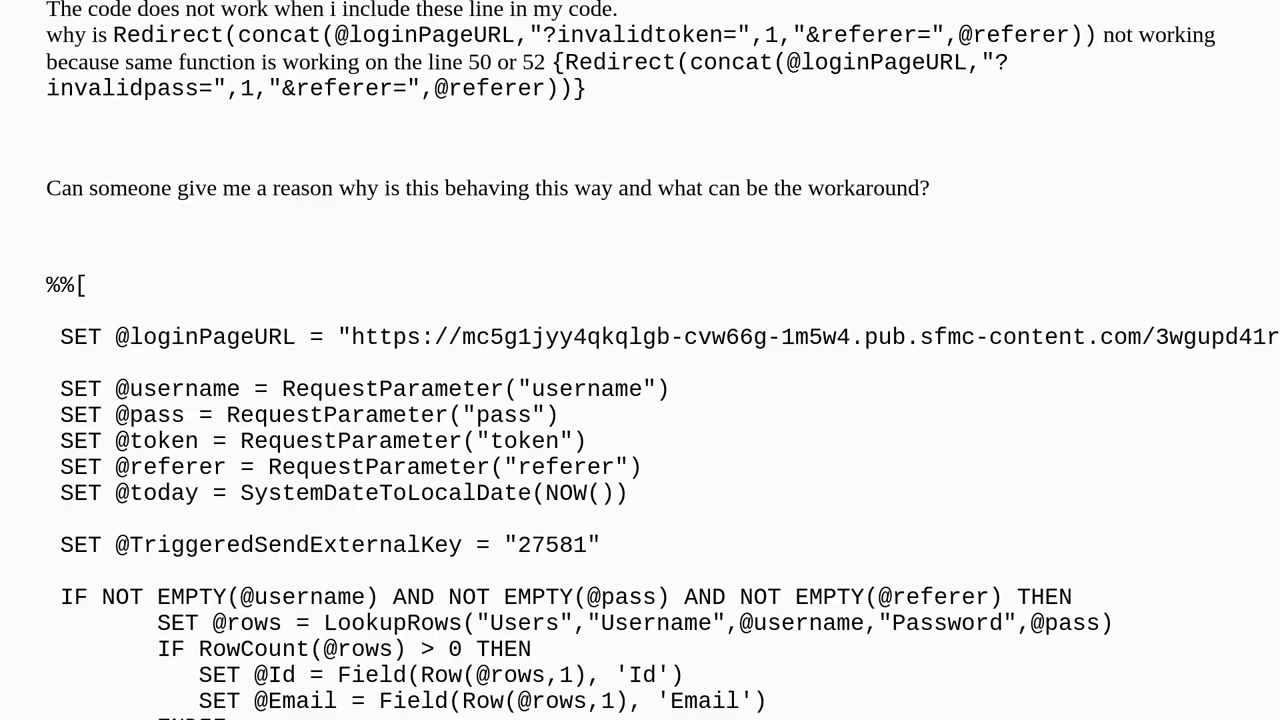 The code does not work when i include these line in my code.
why is Redirect(concat(@loginPageURL,"?invalidtoken=",1,"&referer=",@referer)) not working
because same function is working on the line 50 or 52 {Redirect(concat(@loginPageURL,"?
invalidpass=",1,"&referer=",@referer))}
Can someone give me a reason why is this behaving this way and what can be the workaround?
%%[
SET @loginPageURL = "https://mc5g1jyy4qkqlgb-cvw66g-1m5w4.pub.sfmc-content.com/3wgupd41r
SET @username = RequestParameter("username")
SET @pass = RequestParameter("pass")
SET @token = RequestParameter("token")
SET @referer = RequestParameter("referer")
SET @today = SystemDateToLocalDate(NOW())
SET @TriggeredSendExternalKey = "27581"
IF NOT EMPTY(@username) AND NOT EMPTY(@pass) AND NOT EMPTY(@referer) THEN
SET @rows = LookupRows("Users","Username",@username,"Password",@pass)
IF RowCount(@rows) > 0 THEN
SET @Id = Field(Row(@rows,1), 'Id')
SET @Email = Field(Row(@rows,1), 'Email')